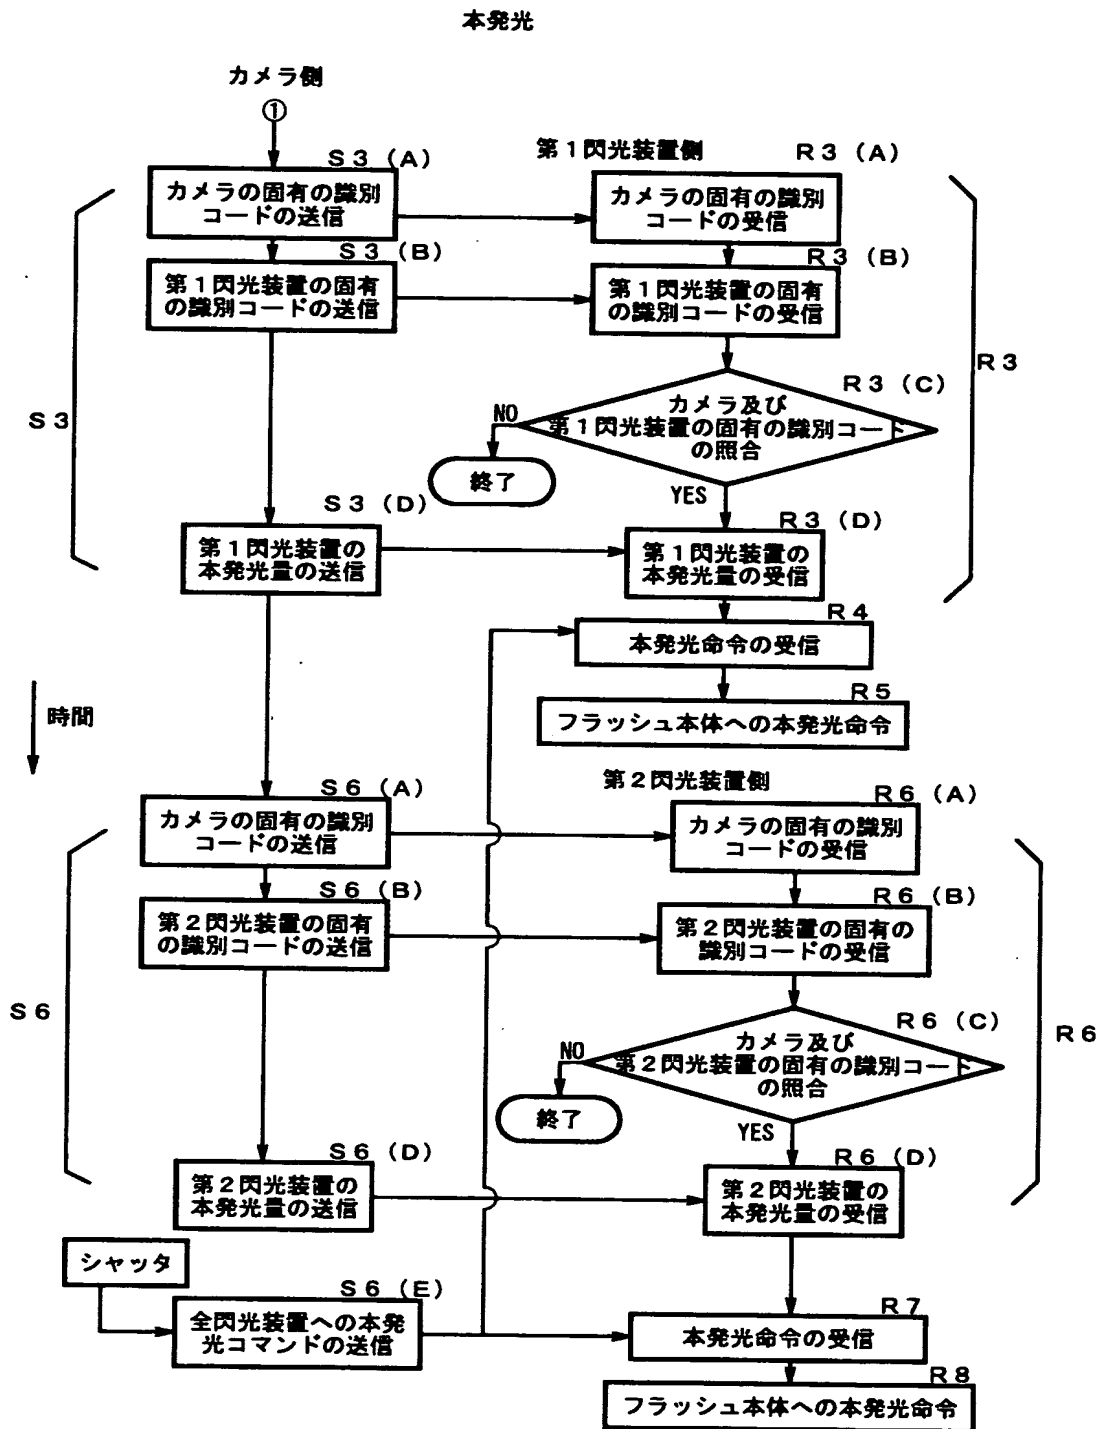 本発光
カメラ側
①
S3(A)
カメラの固有の識別
コードの送信
第1閃光装置側
R3(A)
カメラの固有の識別
コードの受信
S3(B)
第1閃光装置の固有
の識別コードの送信
R3(B)
第1閃光装置の固有
の識別コードの受信
S3
R3
R3(C)
カメラ及び
第1閃光装置の固有の識別コード
の照合
NO
終了
YES
S3(D)
第1閃光装置の
本発光量の送信
R3(D)
第1閃光装置の
本発光量の受信
R4
本発光命令の受信
R5
フラッシュ本体への本発光命令
時間
S6(A)
カメラの固有の識別
コードの送信
第2閃光装置側
R6(A)
カメラの固有の識別
コードの受信
S6(B)
第2閃光装置の固有
の識別コードの送信
R6(B)
第2閃光装置の固有の
識別コードの受信
S6
R6
R6(C)
カメラ及び
第2閃光装置の固有の識別コード
の照合
NO
終了
YES
S6(D)
第2閃光装置の
本発光量の送信
R6(D)
第2閃光装置の
本発光量の受信
シャッタ
S6(E)
全閃光装置への本発
光コマンドの送信
R7
本発光命令の受信
R8
フラッシュ本体への本発光命令